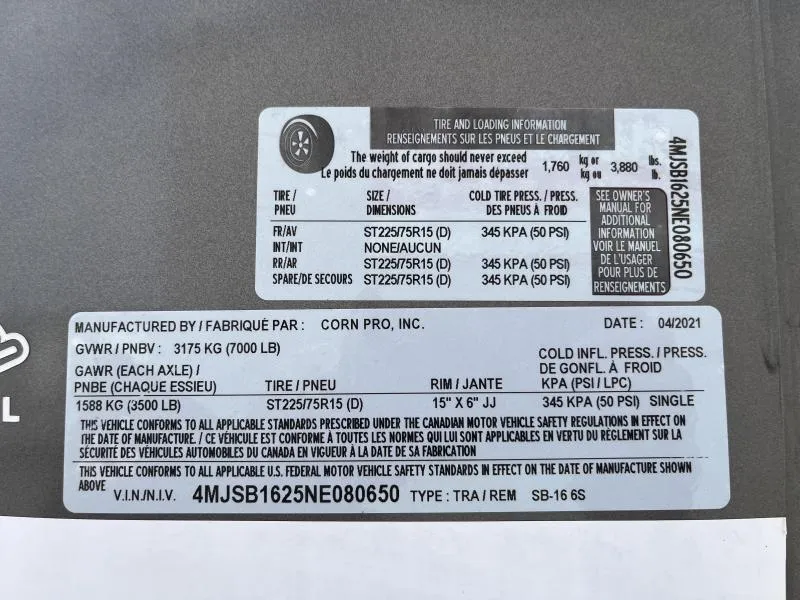 TIRE AND LOADING INFORMATION
RENSEIGNEMENTS SUR LES PNEUS ET LE CHARGEMENT
The weight of cargo should never exceed 1,760 kg or 3,880 lbs.
Le poids du chargement ne doit jamais dépasser kg ou lb.
TIRE / SIZE / COLD TIRE PRESS. / PRESS.
PNEU DIMENSIONS DES PNEUS À FROID
FR/AV ST225/75R15 (D) 345 KPA (50 PSI)
INT/INT NONE/AUCUN
RR/AR ST225/75R15 (D) 345 KPA (50 PSI)
SPARE/DE SECOURS ST225/75R15 (D) 345 KPA (50 PSI)
SEE OWNER'S
MANUAL FOR
ADDITIONAL
INFORMATION
VOIR LE MANUEL
DE L'USAGER
POUR PLUS DE
RENSEIGNEMENTS
4MJSB1625NE080650
MANUFACTURED BY / FABRIQUÉ PAR : CORN PRO, INC. DATE : 04/2021
GVWR / PNBV : 3175 KG (7000 LB)
GAWR (EACH AXLE) / COLD INFL. PRESS. / PRESS.
DE GONFL. À FROID
PNBE (CHAQUE ESSIEU) TIRE / PNEU RIM / JANTE KPA (PSI / LPC)
1588 KG (3500 LB) ST225/75R15 (D) 15" X 6" JJ 345 KPA (50 PSI) SINGLE
THIS VEHICLE CONFORMS TO ALL APPLICABLE STANDARDS PRESCRIBED UNDER THE CANADIAN MOTOR VEHICLE SAFETY REGULATIONS IN EFFECT ON
THE DATE OF MANUFACTURE. / CE VÉHICULE EST CONFORME À TOUTES LES NORMES QUI LUI SONT APPLICABLES EN VERTU DU RÈGLEMENT SUR LA
SÉCURITÉ DES VÉHICULES AUTOMOBILES DU CANADA EN VIGUEUR À LA DATE DE SA FABRICATION
THIS VEHICLE CONFORMS TO ALL APPLICABLE U.S. FEDERAL MOTOR VEHICLE SAFETY STANDARDS IN EFFECT ON THE DATE OF MANUFACTURE SHOWN
ABOVE
V.I.N./N.I.V. 4MJSB1625NE080650 TYPE : TRA / REM SB-16 6S
L